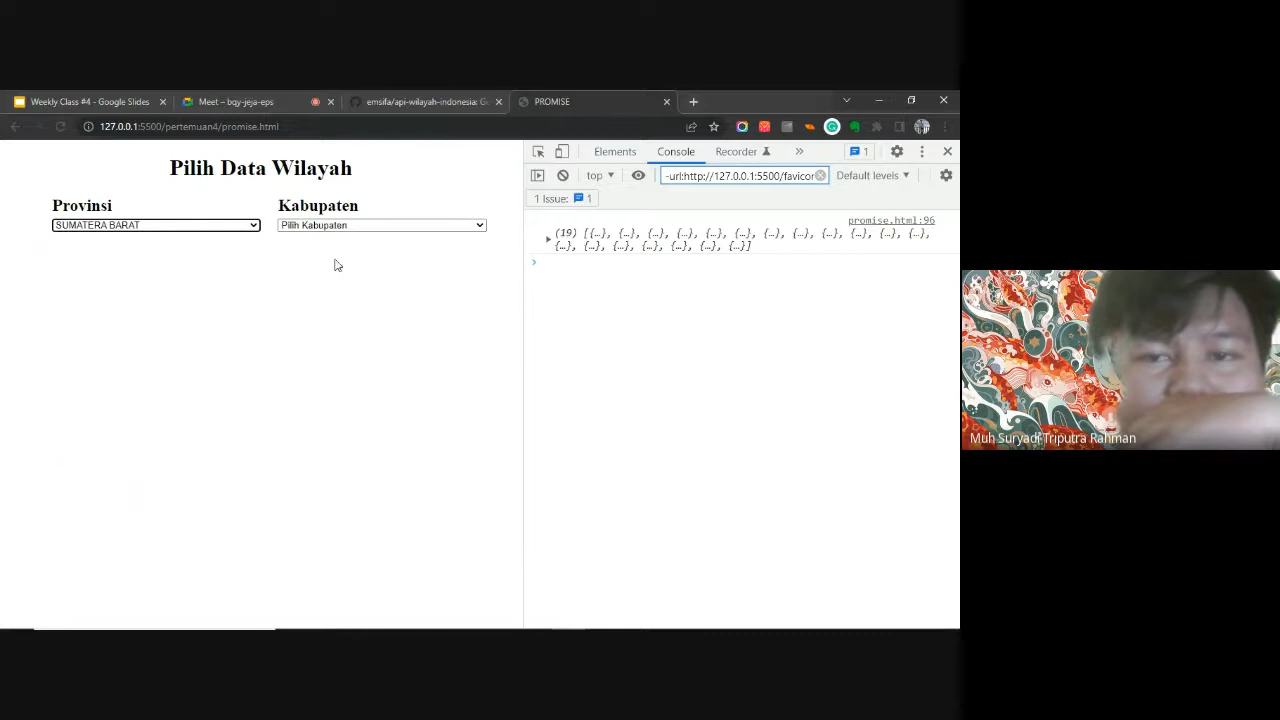 Weekly Class #4 - Google Slides
Meet – bqy-jeja-eps
emsifa/api-wilayah-indonesia: G
PROMISE
127.0.0.1:5500/pertemuan4/promise.html
Pilih Data Wilayah
Provinsi
Kabupaten
SUMATERA BARAT
Pilih Kabupaten
Elements
Console
Recorder
1
top
-url:http://127.0.0.1:5500/favicor
Default levels
1 Issue:
1
promise.html:96
(19) [{…}, {…}, {…}, {…}, {…}, {…}, {…}, {…}, {…}, {…}, {…}, {…},
{…}, {…}, {…}, {…}, {…}, {…}, {…}]
Muh Suryadi Triputra Rahman